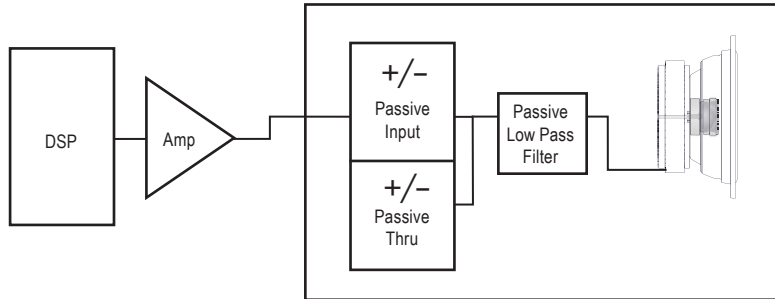 DSP
Amp
+/–
Passive
Input
+/–
Passive
Thru
Passive
Low Pass
Filter